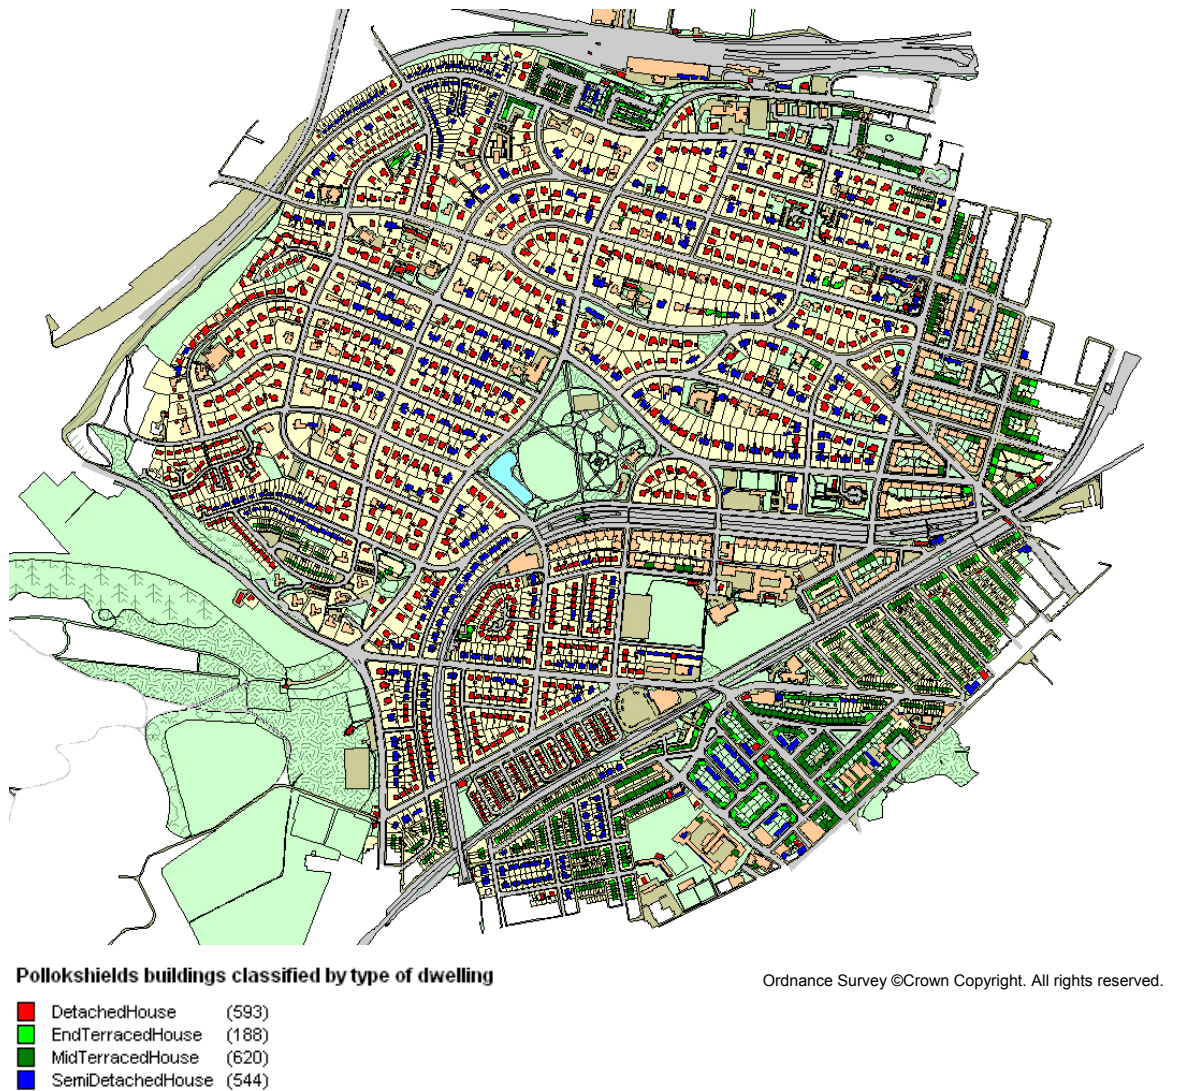 Pollokshields buildings classified by type of dwelling
Ordnance Survey ©Crown Copyright. All rights reserved.
DetachedHouse (593)
EndTerracedHouse (188)
MidTerracedHouse (620)
SemiDetachedHouse (544)